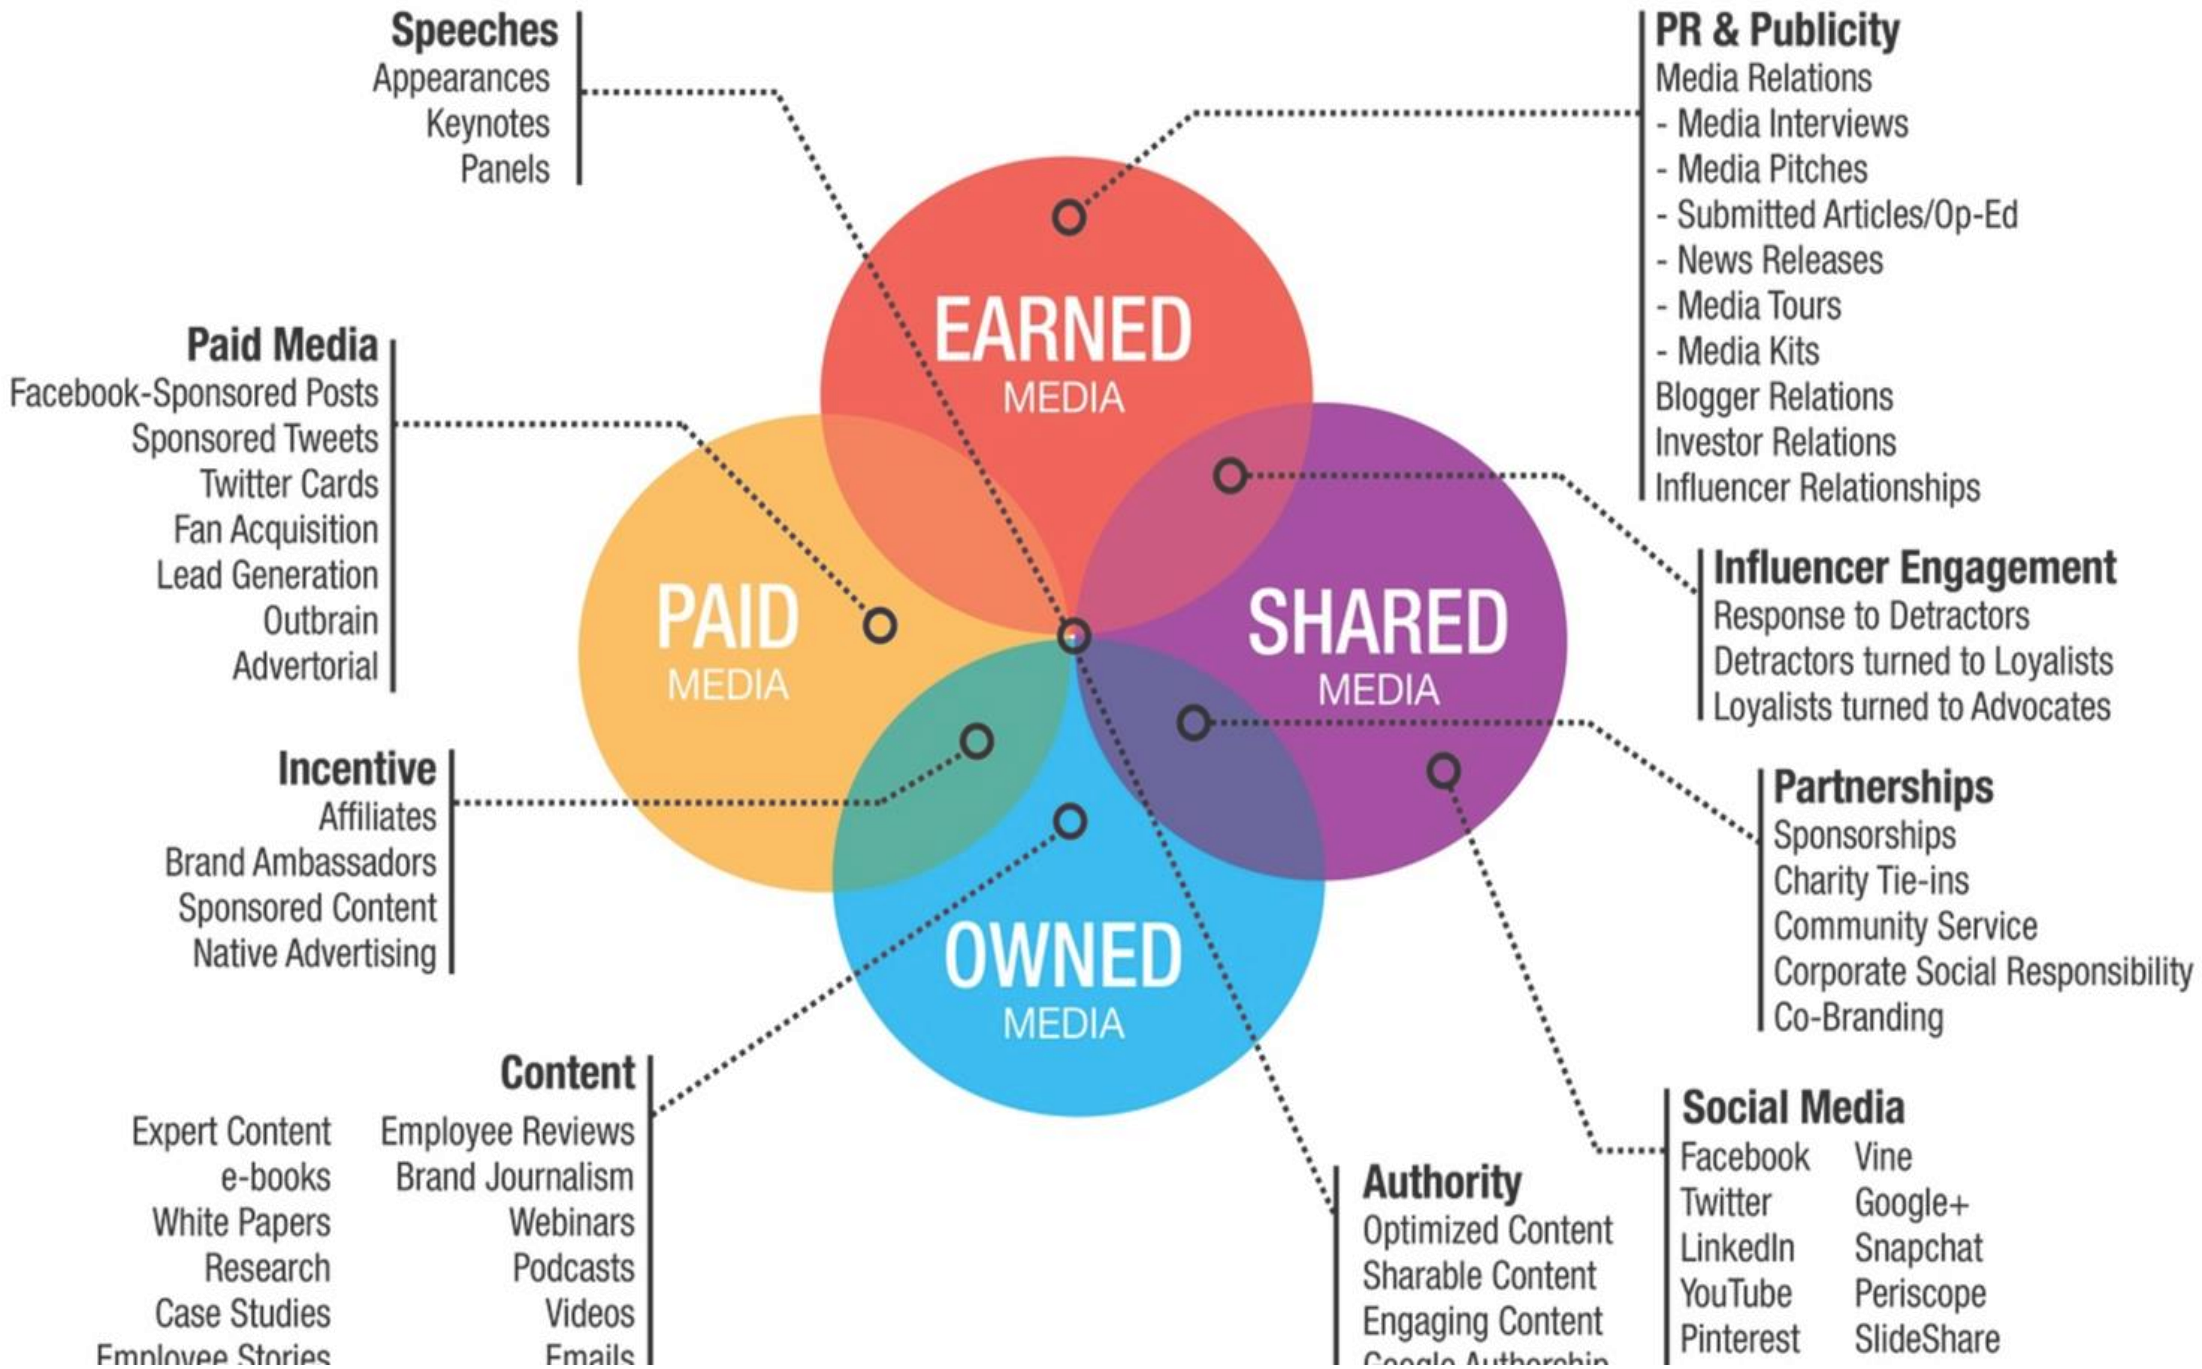 Speeches
Appearances
Keynotes
Panels
PR & Publicity
Media Relations
- Media Interviews
- Media Pitches
- Submitted Articles/Op-Ed
- News Releases
- Media Tours
- Media Kits
Blogger Relations
Investor Relations
Influencer Relationships
EARNED
MEDIA
Paid Media
Facebook-Sponsored Posts
Sponsored Tweets
Twitter Cards
Fan Acquisition
Lead Generation
Outbrain
Advertorial
PAID
MEDIA
SHARED
MEDIA
Influencer Engagement
Response to Detractors
Detractors turned to Loyalists
Loyalists turned to Advocates
Incentive
Affiliates
Brand Ambassadors
Sponsored Content
Native Advertising
Partnerships
Sponsorships
Charity Tie-ins
Community Service
Corporate Social Responsibility
Co-Branding
OWNED
MEDIA
Content
Expert Content
e-books
White Papers
Research
Case Studies
Employee Stories
Employee Reviews
Brand Journalism
Webinars
Podcasts
Videos
Emails
Authority
Optimized Content
Sharable Content
Engaging Content
Google Authorship
Social Media
Facebook
Twitter
LinkedIn
YouTube
Pinterest
Vine
Google+
Snapchat
Periscope
SlideShare